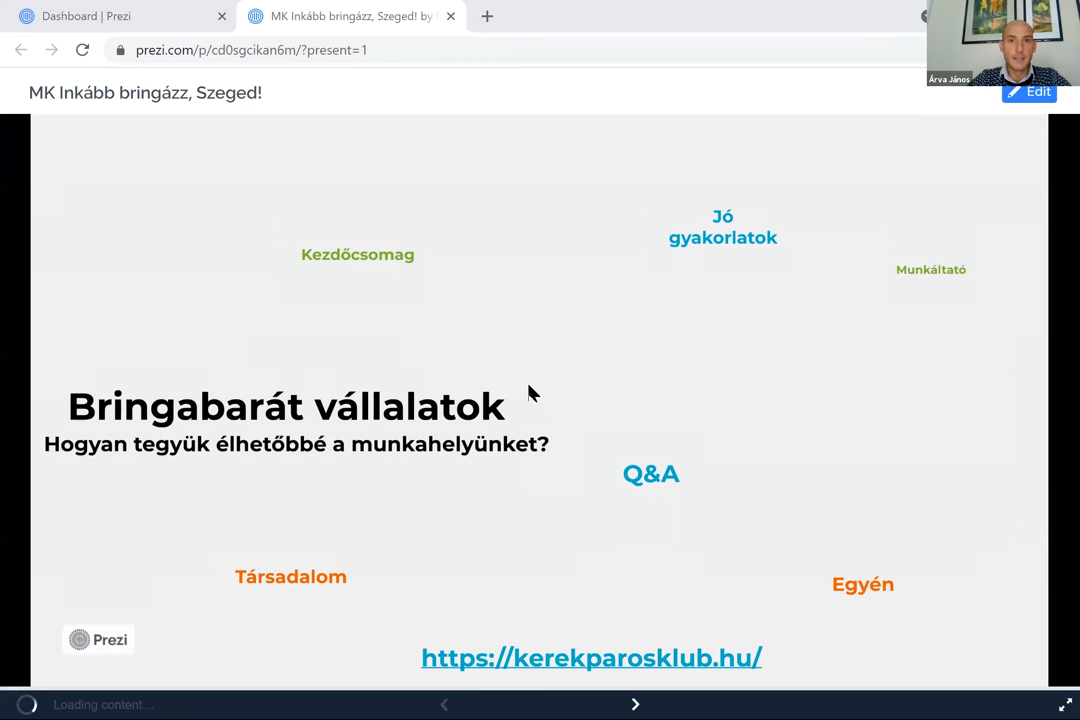 Dashboard | Prezi
MK Inkább bringázz, Szeged! by
prezi.com/p/cd0sgcikan6m/?present=1
Árva János
MK Inkább bringázz, Szeged!
Edit
Jó
gyakorlatok
Kezdőcsomag
Munkáltató
Bringabarát vállalatok
Hogyan tegyük élhetőbbé a munkahelyünket?
Q&A
Társadalom
Egyén
Prezi
https://kerekparosklub.hu/
Loading content...